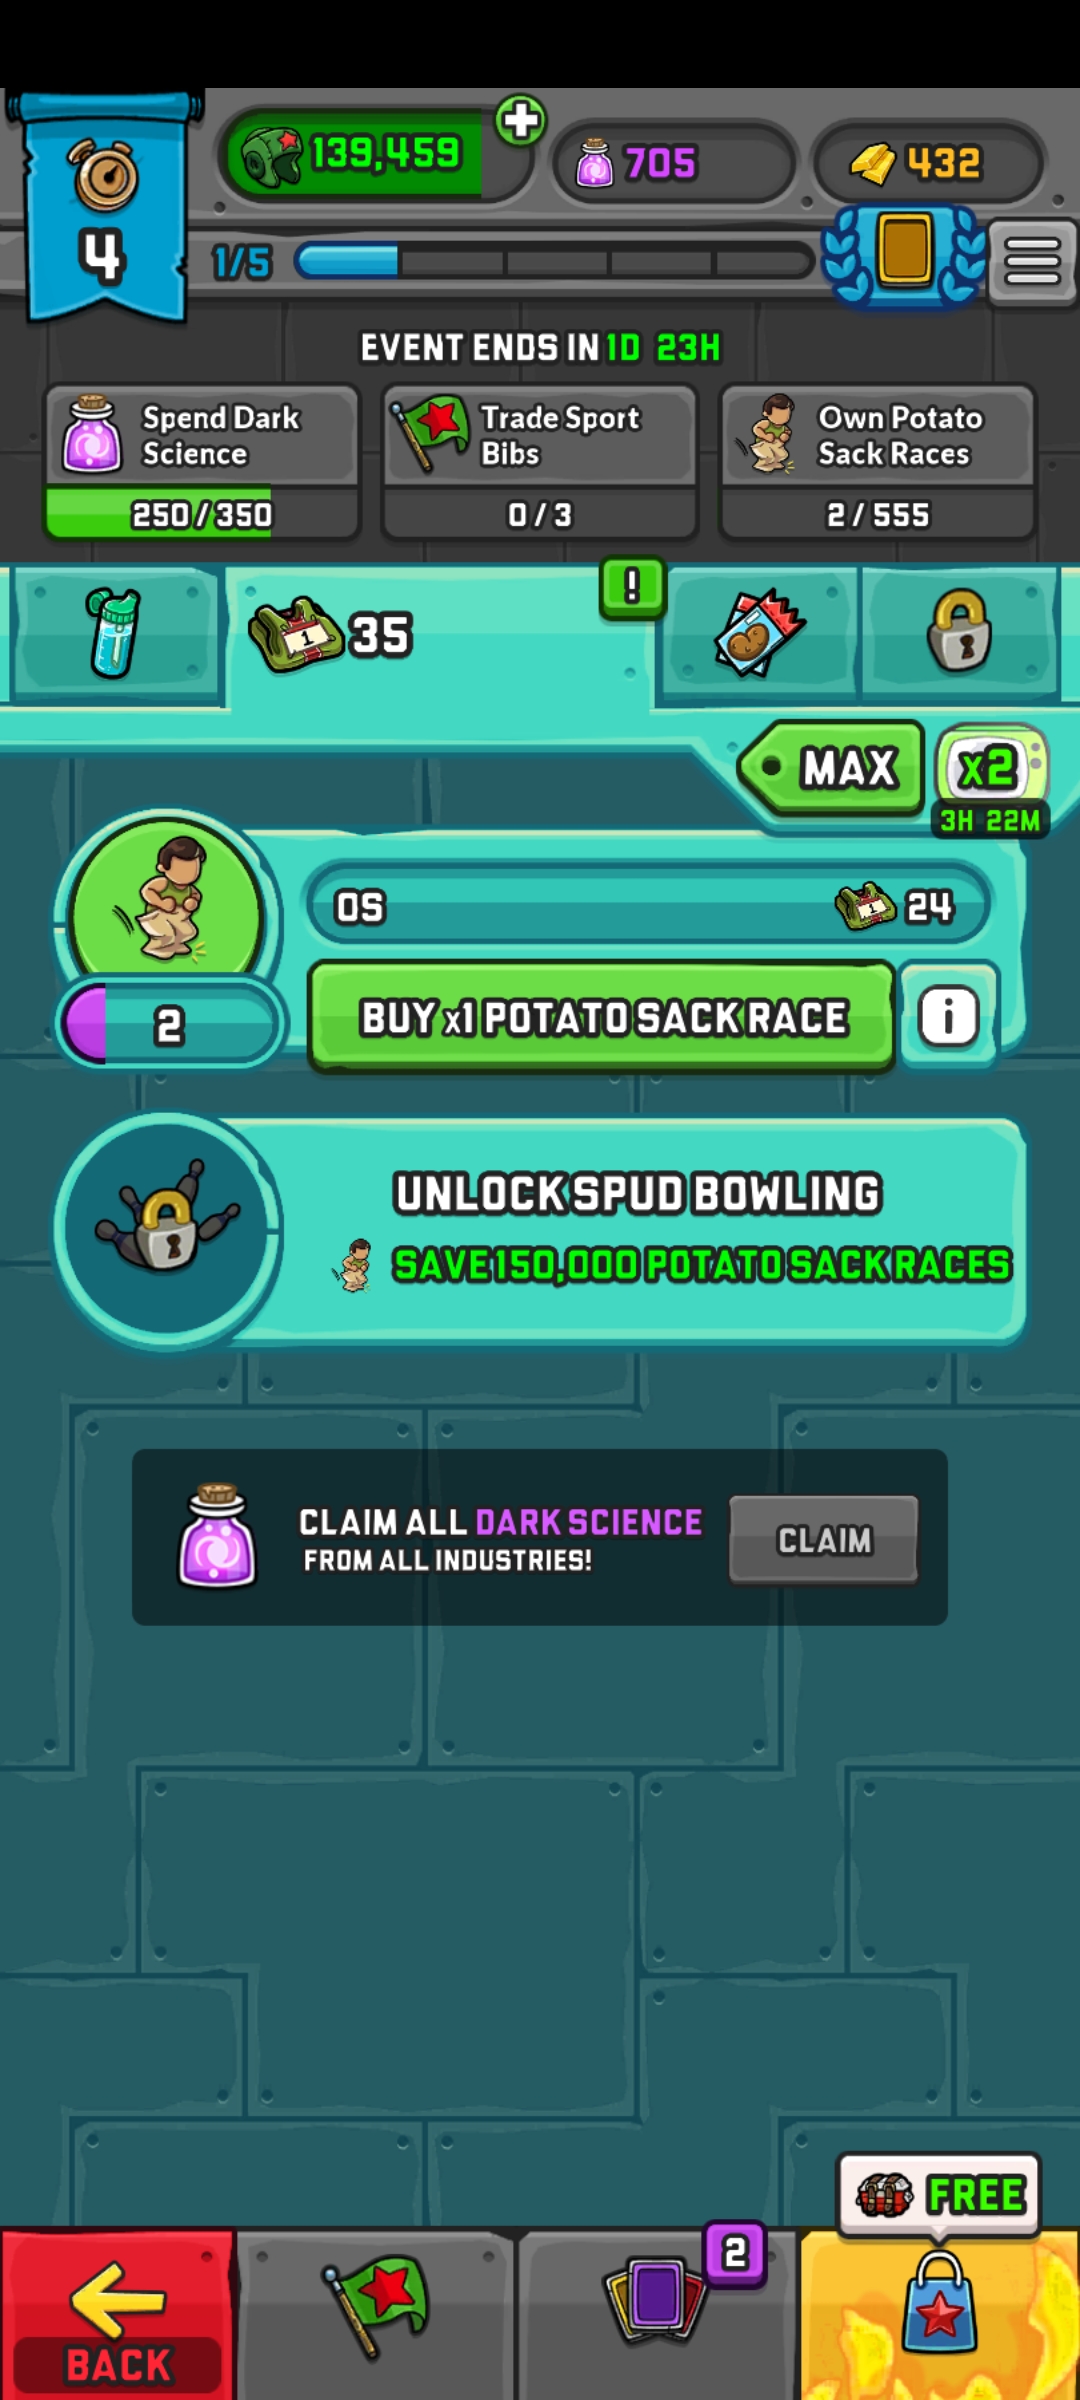 139,459
705
432
4
1/5
EVENT ENDS IN 1D 23H
Spend Dark
Science
250/350
Trade Sport
Bibs
0/3
Own Potato
Sack Races
2/555
1
35
!
MAX
x2
3H 22M
0S
1
24
2
BUY x1 POTATO SACK RACE
i
UNLOCK SPUD BOWLING
SAVE 150,000 POTATO SACK RACES
CLAIM ALL DARK SCIENCE
FROM ALL INDUSTRIES!
CLAIM
FREE
2
BACK